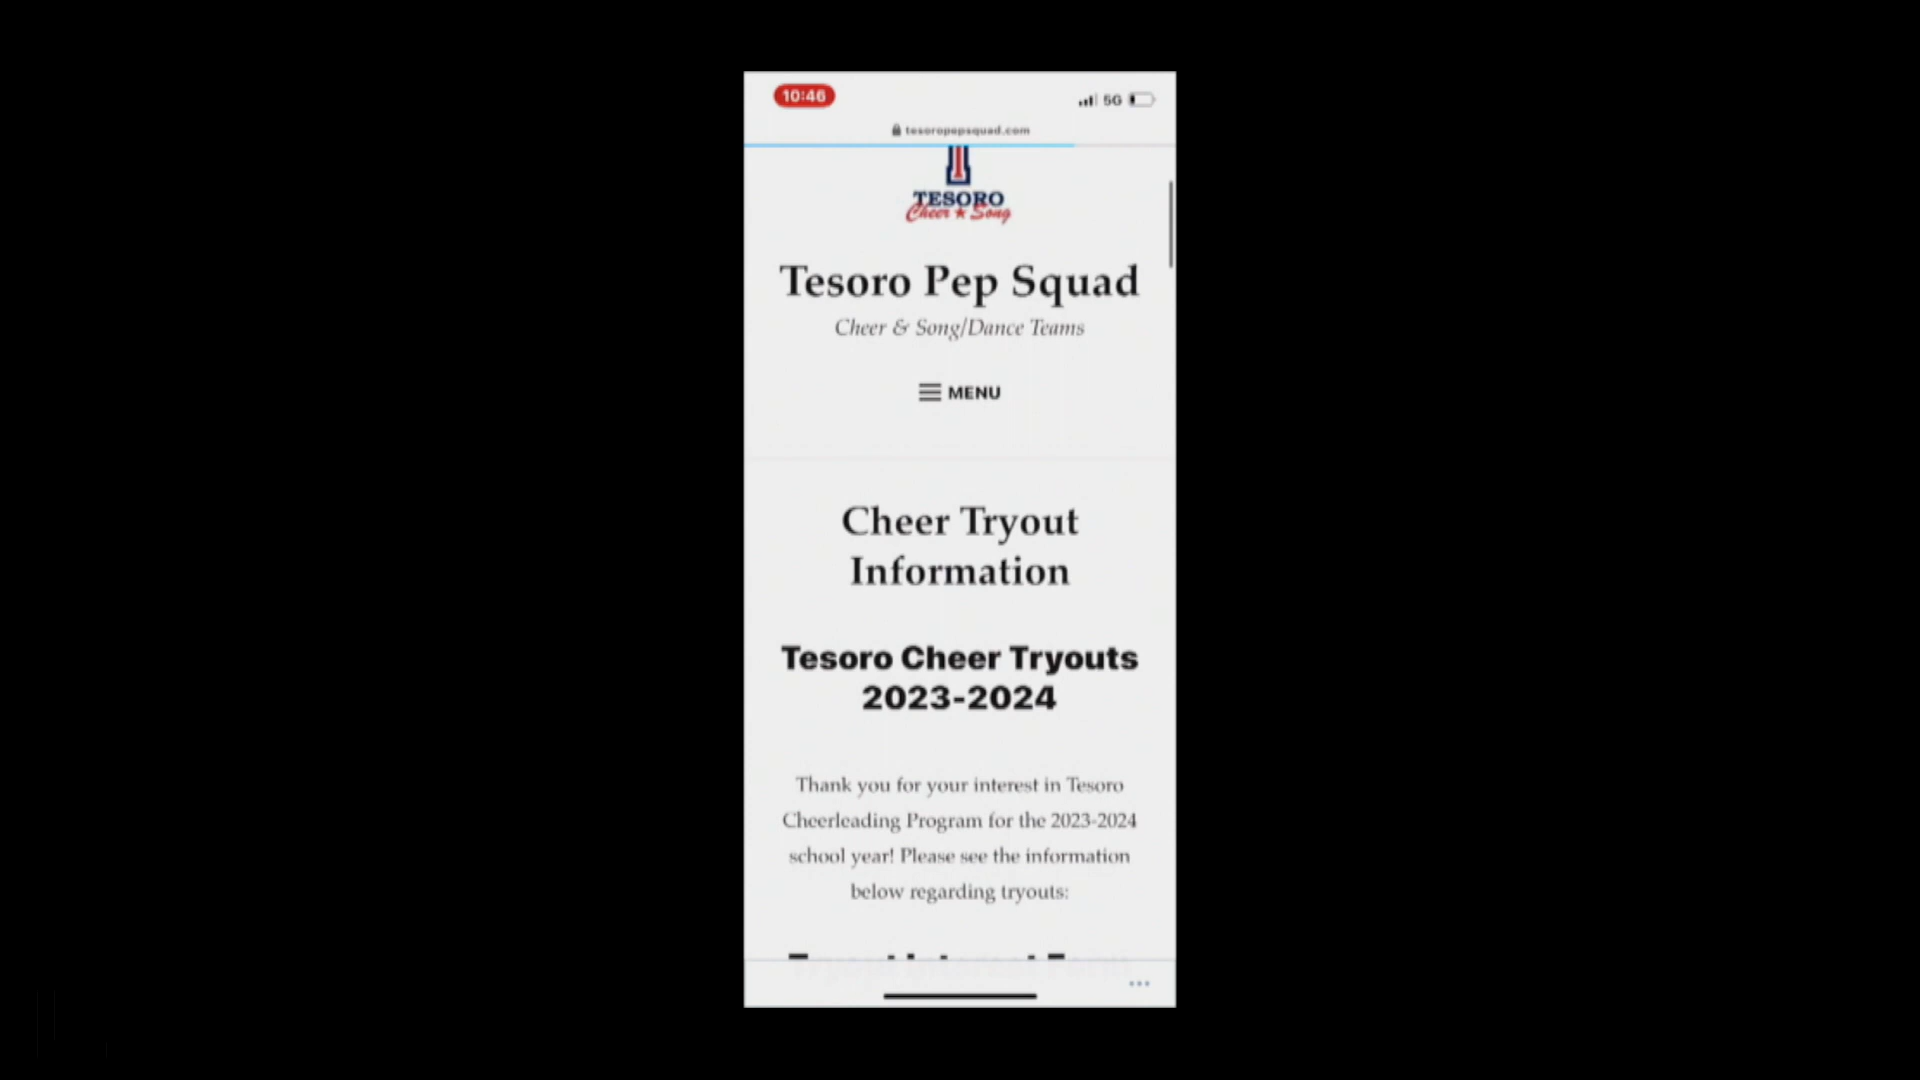 10:46
5G
tesoropepsquad.com
TESORO
Cheer ★ Song
Tesoro Pep Squad
Cheer & Song/Dance Teams
MENU
Cheer Tryout
Information
Tesoro Cheer Tryouts
2023-2024
Thank you for your interest in Tesoro
Cheerleading Program for the 2023-2024
school year! Please see the information
below regarding tryouts: